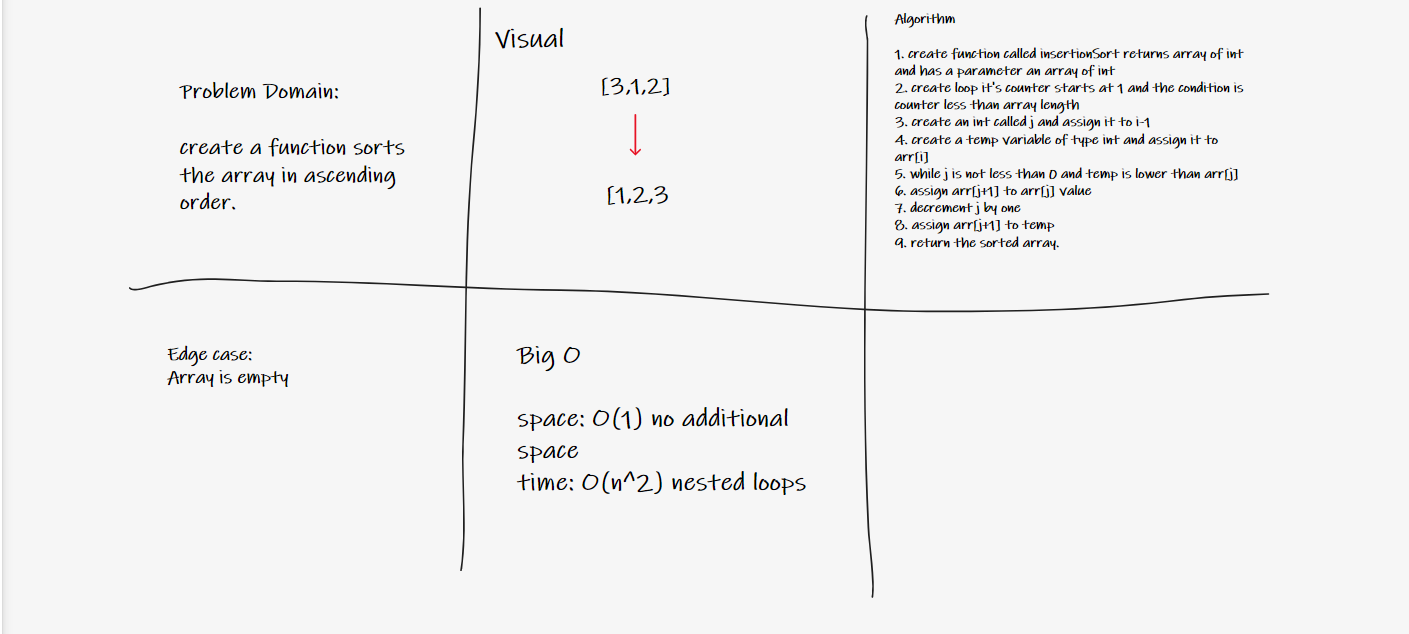 Problem Domain:
create a function sorts
the array in ascending
order.
Visual
[3,1,2]
[1,2,3
Algorithm
1. create function called insertionSort returns array of int
and has a parameter an array of int
2. create loop it's counter starts at 1 and the condition is
counter less than array length
3. create an int called j and assign it to i-1
4. create a temp variable of type int and assign it to
arr[i]
5. while j is not less than 0 and temp is lower than arr[j]
6. assign arr[j+1] to arr[j] value
7. decrement j by one
8. assign arr[j+1] to temp
9. return the sorted array.
Edge case:
Array is empty
Big O
space: O(1) no additional
space
time: O(n^2) nested loops